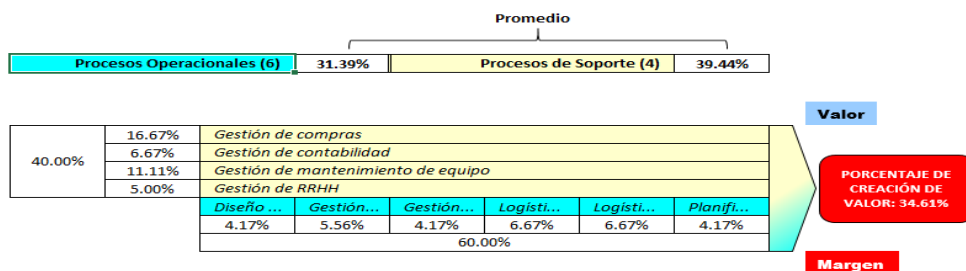 Promedio
Procesos Operacionales (6) 31.39% Procesos de Soporte (4) 39.44%
Valor
40.00%
16.67% Gestión de compras
6.67% Gestión de contabilidad
11.11% Gestión de mantenimiento de equipo
5.00% Gestión de RRHH
Diseño ... Gestión... Gestión... Logísti... Logísti... Planifi...
4.17% 5.56% 4.17% 6.67% 6.67% 4.17%
60.00%
PORCENTAJE DE
CREACIÓN DE
VALOR: 34.61%
Margen